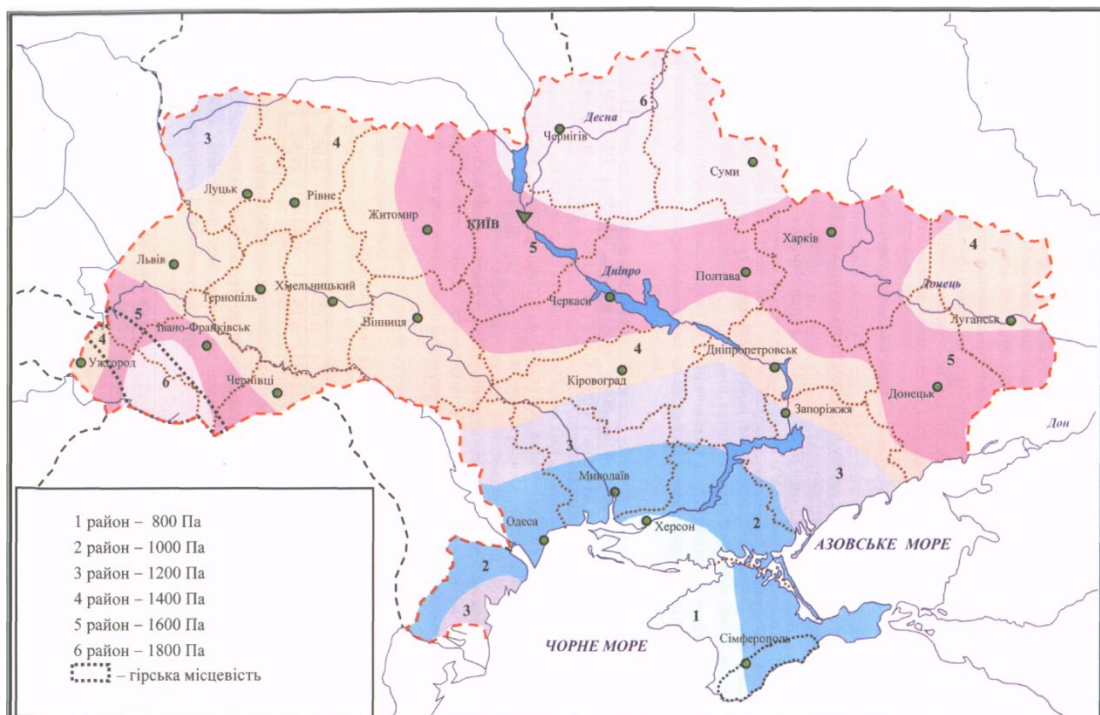 6
Десна
Чернігів
3
4
Суми
Луцьк
Рівне
Житомир
КИЇВ
Харків
5
4
Львів
Дніпро
Полтава
Донець
Тернопіль
Хмельницький
Черкаси
Луганськ
5
Івано-Франківськ
Вінниця
4
Ужгород
4
Дніпропетровськ
5
6
Чернівці
Кіровоград
Донецьк
Запоріжжя
Дон
3
3
Миколаїв
1 район – 800 Па
2 район – 1000 Па
3 район – 1200 Па
4 район – 1400 Па
5 район – 1600 Па
6 район – 1800 Па
– гірська місцевість
Одеса
Херсон
2
АЗОВСЬКЕ МОРЕ
2
3
1
ЧОРНЕ МОРЕ
Сімферополь